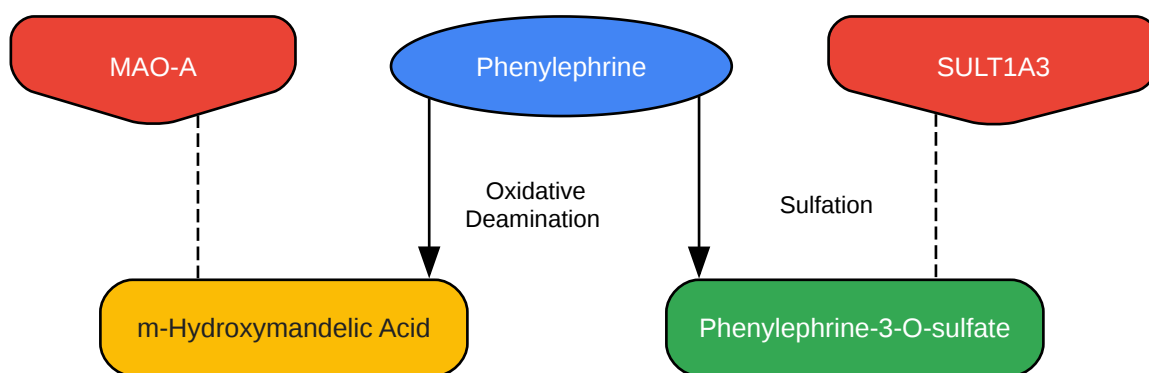 MAO-A
Phenylephrine
SULT1A3
Oxidative
Deamination
Sulfation
m-Hydroxymandelic Acid
Phenylephrine-3-O-sulfate